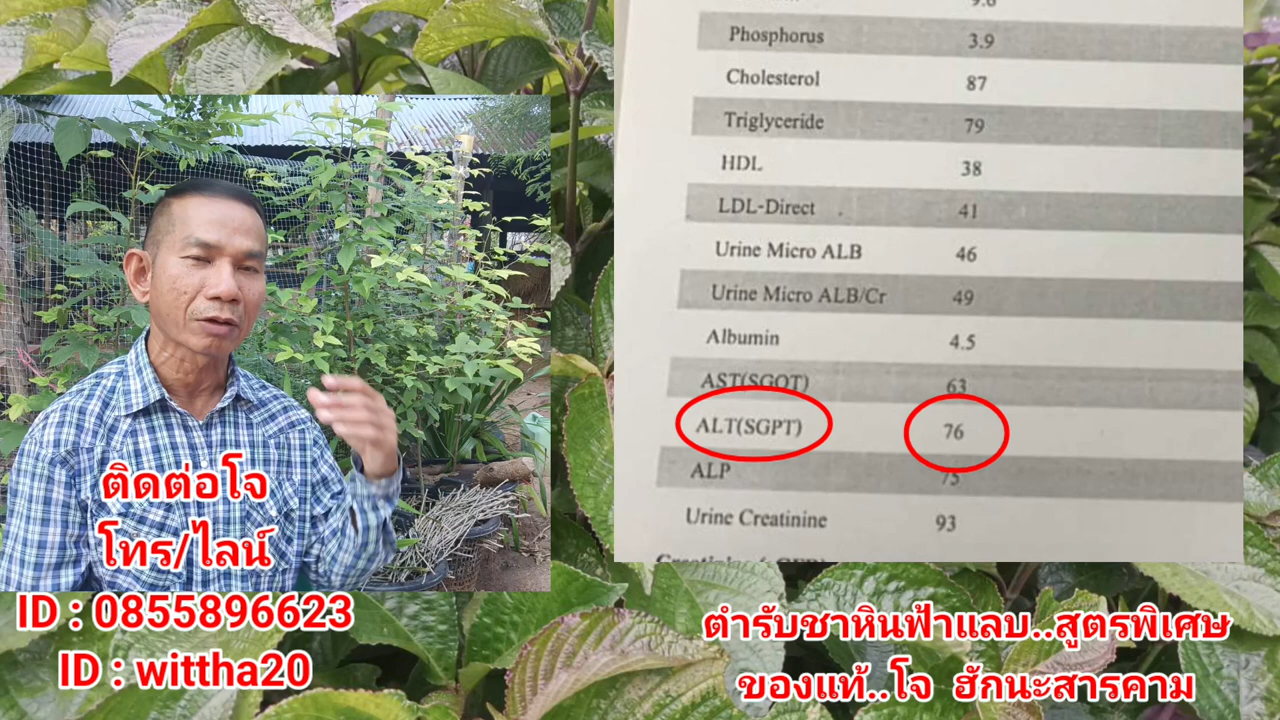 9.6
Phosphorus 3.9
Cholesterol 87
Triglyceride 79
HDL 38
LDL-Direct 41
Urine Micro ALB 46
Urine Micro ALB/Cr 49
Albumin 4.5
AST(SGOT) 63
ALT(SGPT) 76
ALP 75
Urine Creatinine 93
ติดต่อโจ
โทร/ไลน์
ID : 0855896623
ID : wittha20
ตำรับชาหินฟ้าแลบ..สูตรพิเศษ
ของแท้..โจ ฮักนะสารคาม